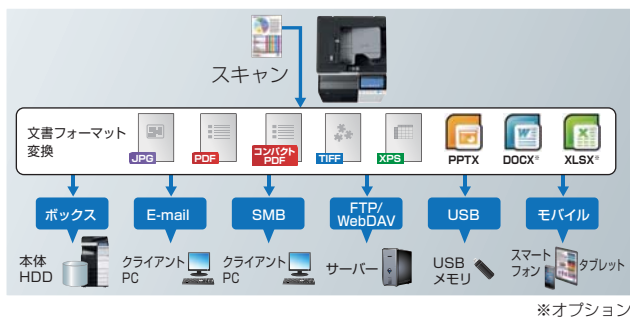 スキャン
文書フォーマット
変換
JPG
PDF
コンパクト
PDF
TIFF
XPS
PPTX
DOCX※
XLSX※
ボックス
E-mail
SMB
FTP/
WebDAV
USB
モバイル
本体
HDD
クライアント
PC
クライアント
PC
サーバー
USB
メモリ
スマート
フォン
タブレット
※オプション